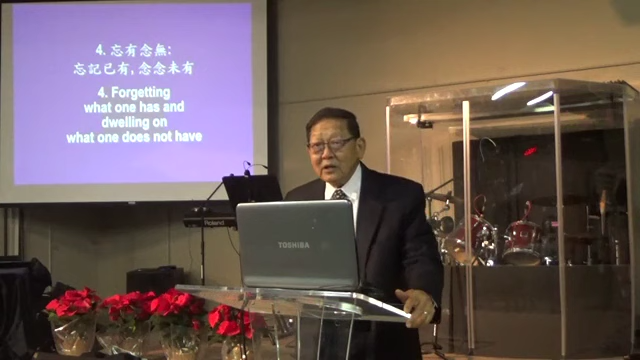 4. 忘有念無:
忘記已有, 念念未有
4. Forgetting
what one has and
dwelling on
what one does not have
Roland
TOSHIBA